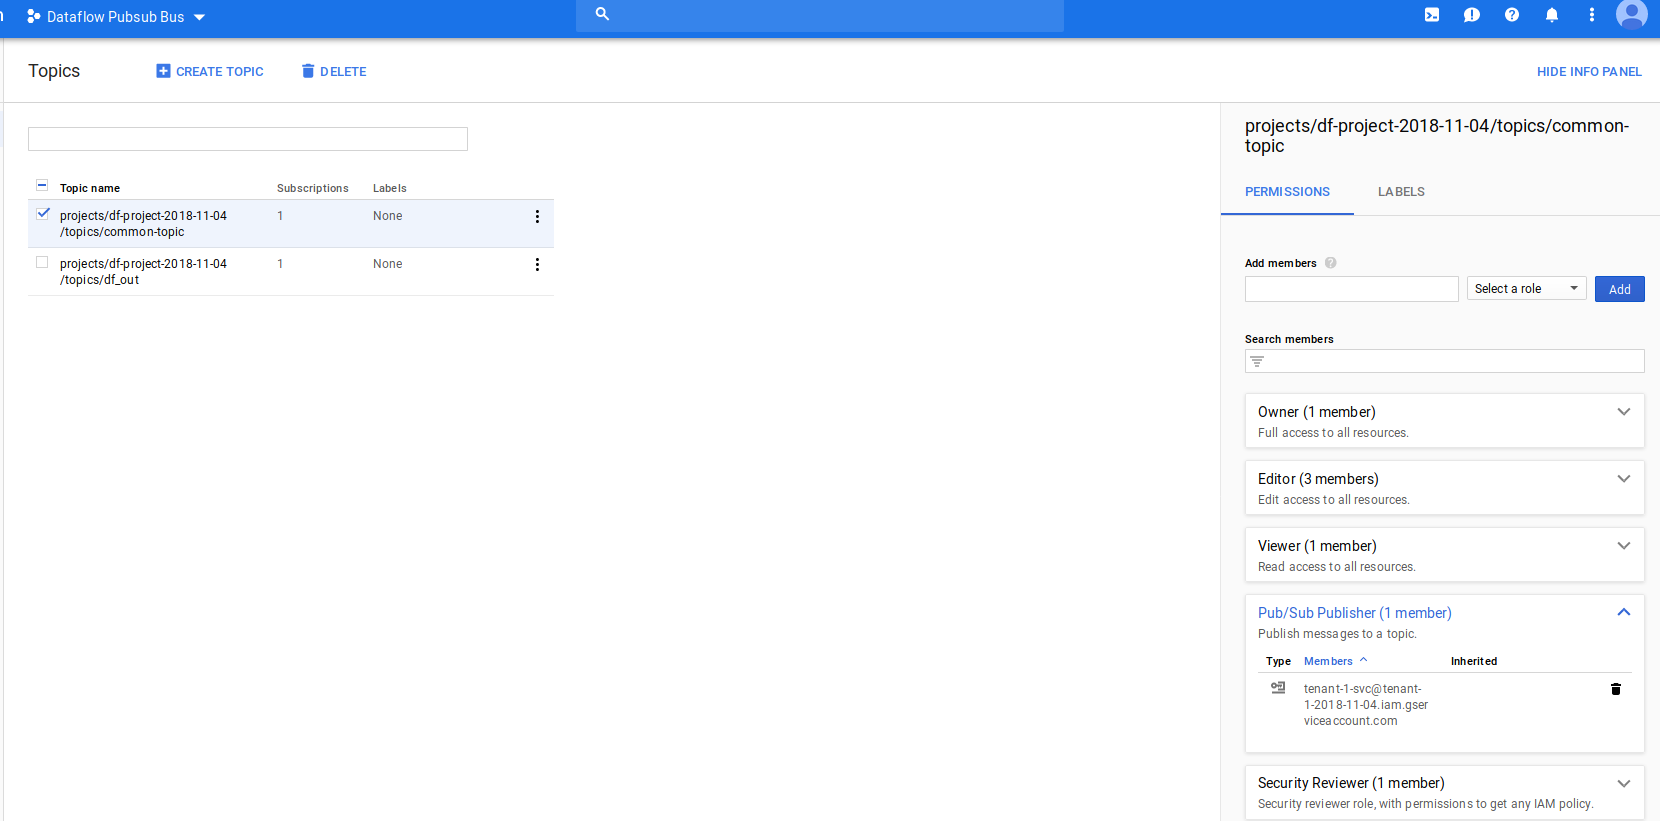 Dataflow Pubsub Bus
Topics
CREATE TOPIC
DELETE
HIDE INFO PANEL
Topic name Subscriptions Labels
projects/df-project-2018-11-04 1 None
/topics/common-topic
projects/df-project-2018-11-04 1 None
/topics/df_out
projects/df-project-2018-11-04/topics/common-
topic
PERMISSIONS LABELS
Add members ?
Select a role Add
Search members
Owner (1 member)
Full access to all resources.
Editor (3 members)
Edit access to all resources.
Viewer (1 member)
Read access to all resources.
Pub/Sub Publisher (1 member)
Publish messages to a topic.
Type Members Inherited
tenant-1-svc@tenant-
1-2018-11-04.iam.gser
viceaccount.com
Security Reviewer (1 member)
Security reviewer role, with permissions to get any IAM policy.